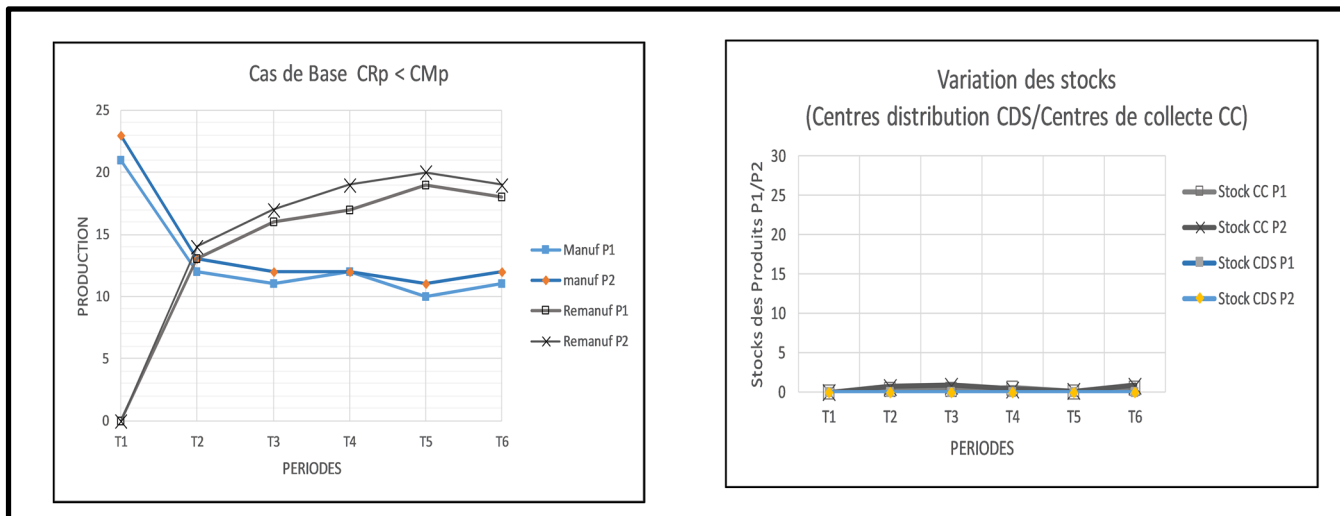 Cas de Base CRp < CMp
25
20
15
10
5
0
PRODUCTION
T1 T2 T3 T4 T5 T6
PERIODES
Manuf P1
manuf P2
Remanuf P1
Remanuf P2
Variation des stocks
(Centres distribution CDS/Centres de collecte CC)
30
25
20
15
10
5
0
Stocks des Produits P1/P2
T1 T2 T3 T4 T5 T6
PERIODES
Stock CC P1
Stock CC P2
Stock CDS P1
Stock CDS P2